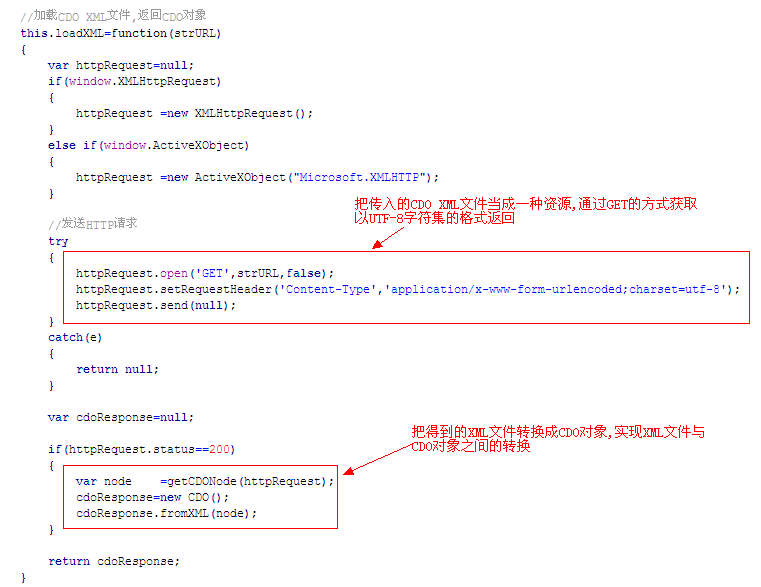 //加载CDO XML文件,返回CDO对象
this.loadXML=function(strURL)
{
var httpRequest=null;
if(window.XMLHttpRequest)
{
httpRequest =new XMLHttpRequest();
}
else if(window.ActiveXObject)
{
httpRequest =new ActiveXObject("Microsoft.XMLHTTP");
}
把传入的CDO XML文件当成一种资源,通过GET的方式获取
以UTF-8字符集的格式返回
//发送HTTP请求
try
{
httpRequest.open('GET',strURL,false);
httpRequest.setRequestHeader('Content-Type','application/x-www-form-urlencoded;charset=utf-8');
httpRequest.send(null);
}
catch(e)
{
return null;
}
var cdoResponse=null;
把得到的XML文件转换成CDO对象,实现XML文件与
CDO对象之间的转换
if(httpRequest.status==200)
{
var node    =getCDONode(httpRequest);
cdoResponse=new CDO();
cdoResponse.fromXML(node);
}
return cdoResponse;
}